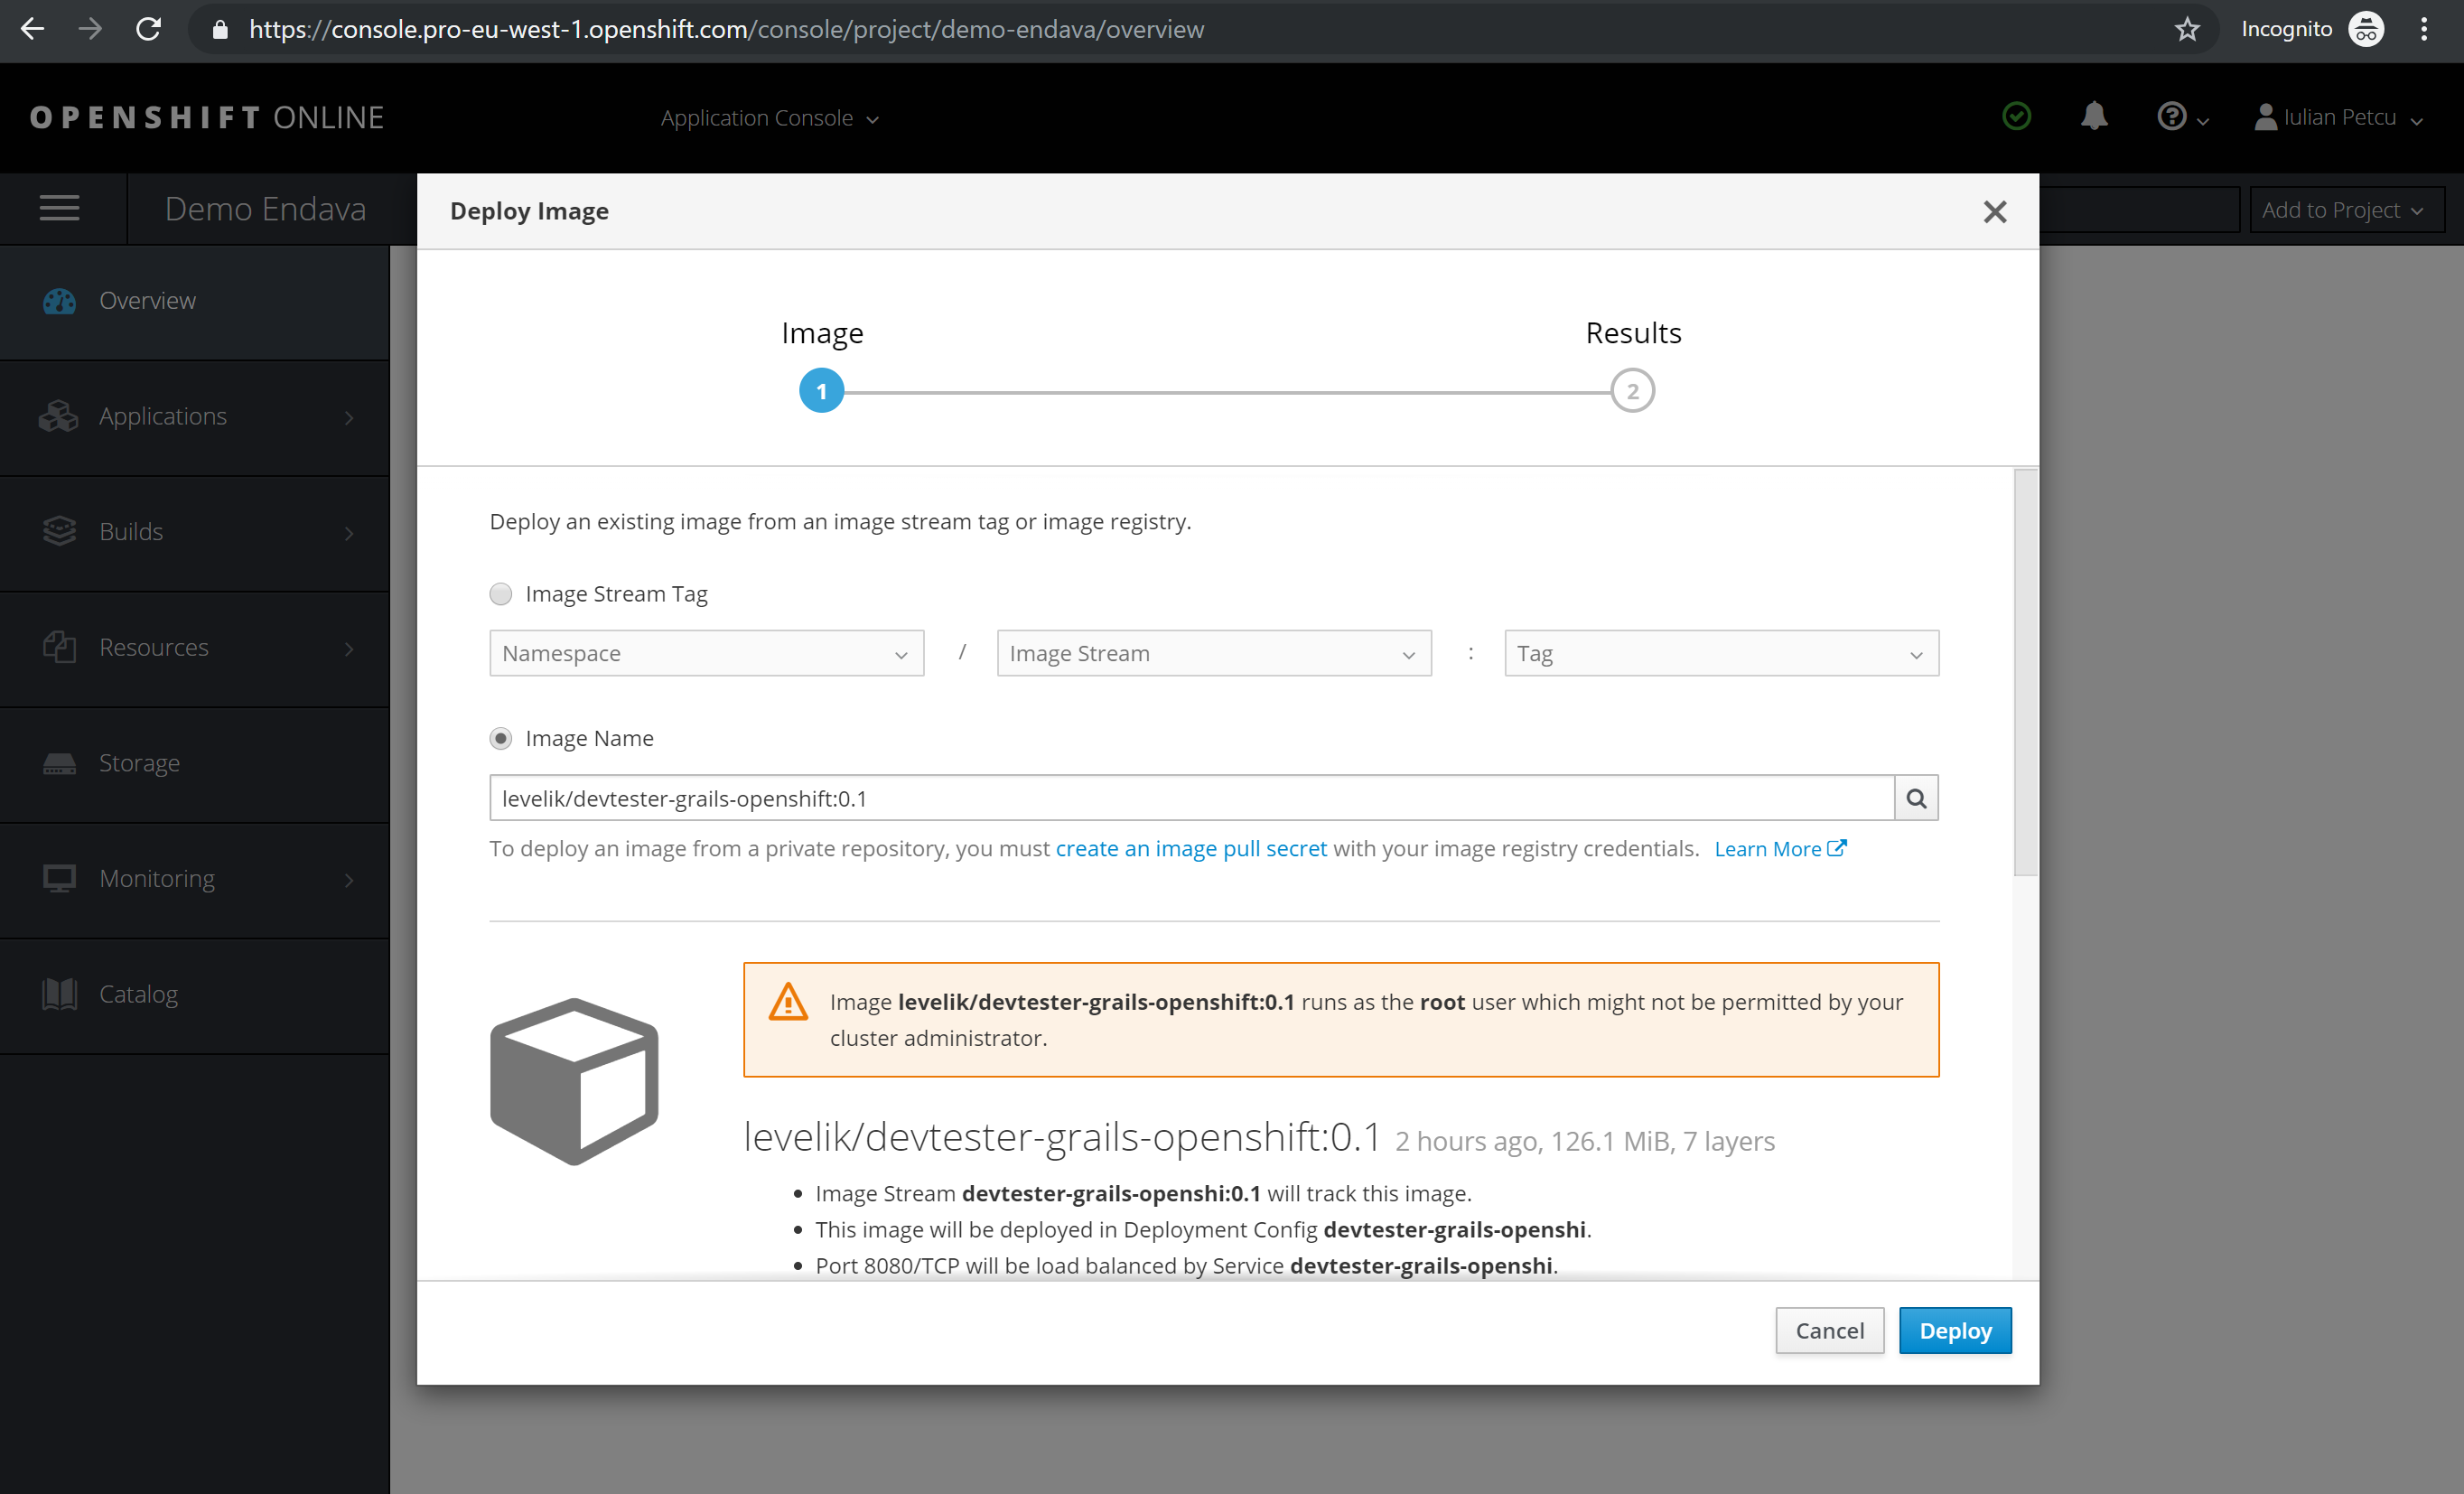 https://console.pro-eu-west-1.openshift.com/console/project/demo-endava/overview
Incognito
OPENSHIFT ONLINE
Application Console
Iulian Petcu
Demo Endava
Add to Project
Overview
Applications
Builds
Resources
Storage
Monitoring
Catalog
Deploy Image
Image
Results
1
2
Deploy an existing image from an image stream tag or image registry.
Image Stream Tag
Namespace / Image Stream : Tag
Image Name
levelik/devtester-grails-openshift:0.1
To deploy an image from a private repository, you must create an image pull secret with your image registry credentials. Learn More
Image levelik/devtester-grails-openshift:0.1 runs as the root user which might not be permitted by your
cluster administrator.
levelik/devtester-grails-openshift:0.1 2 hours ago, 126.1 MiB, 7 layers
Image Stream devtester-grails-openshi:0.1 will track this image.
This image will be deployed in Deployment Config devtester-grails-openshi.
Port 8080/TCP will be load balanced by Service devtester-grails-openshi.
Cancel
Deploy